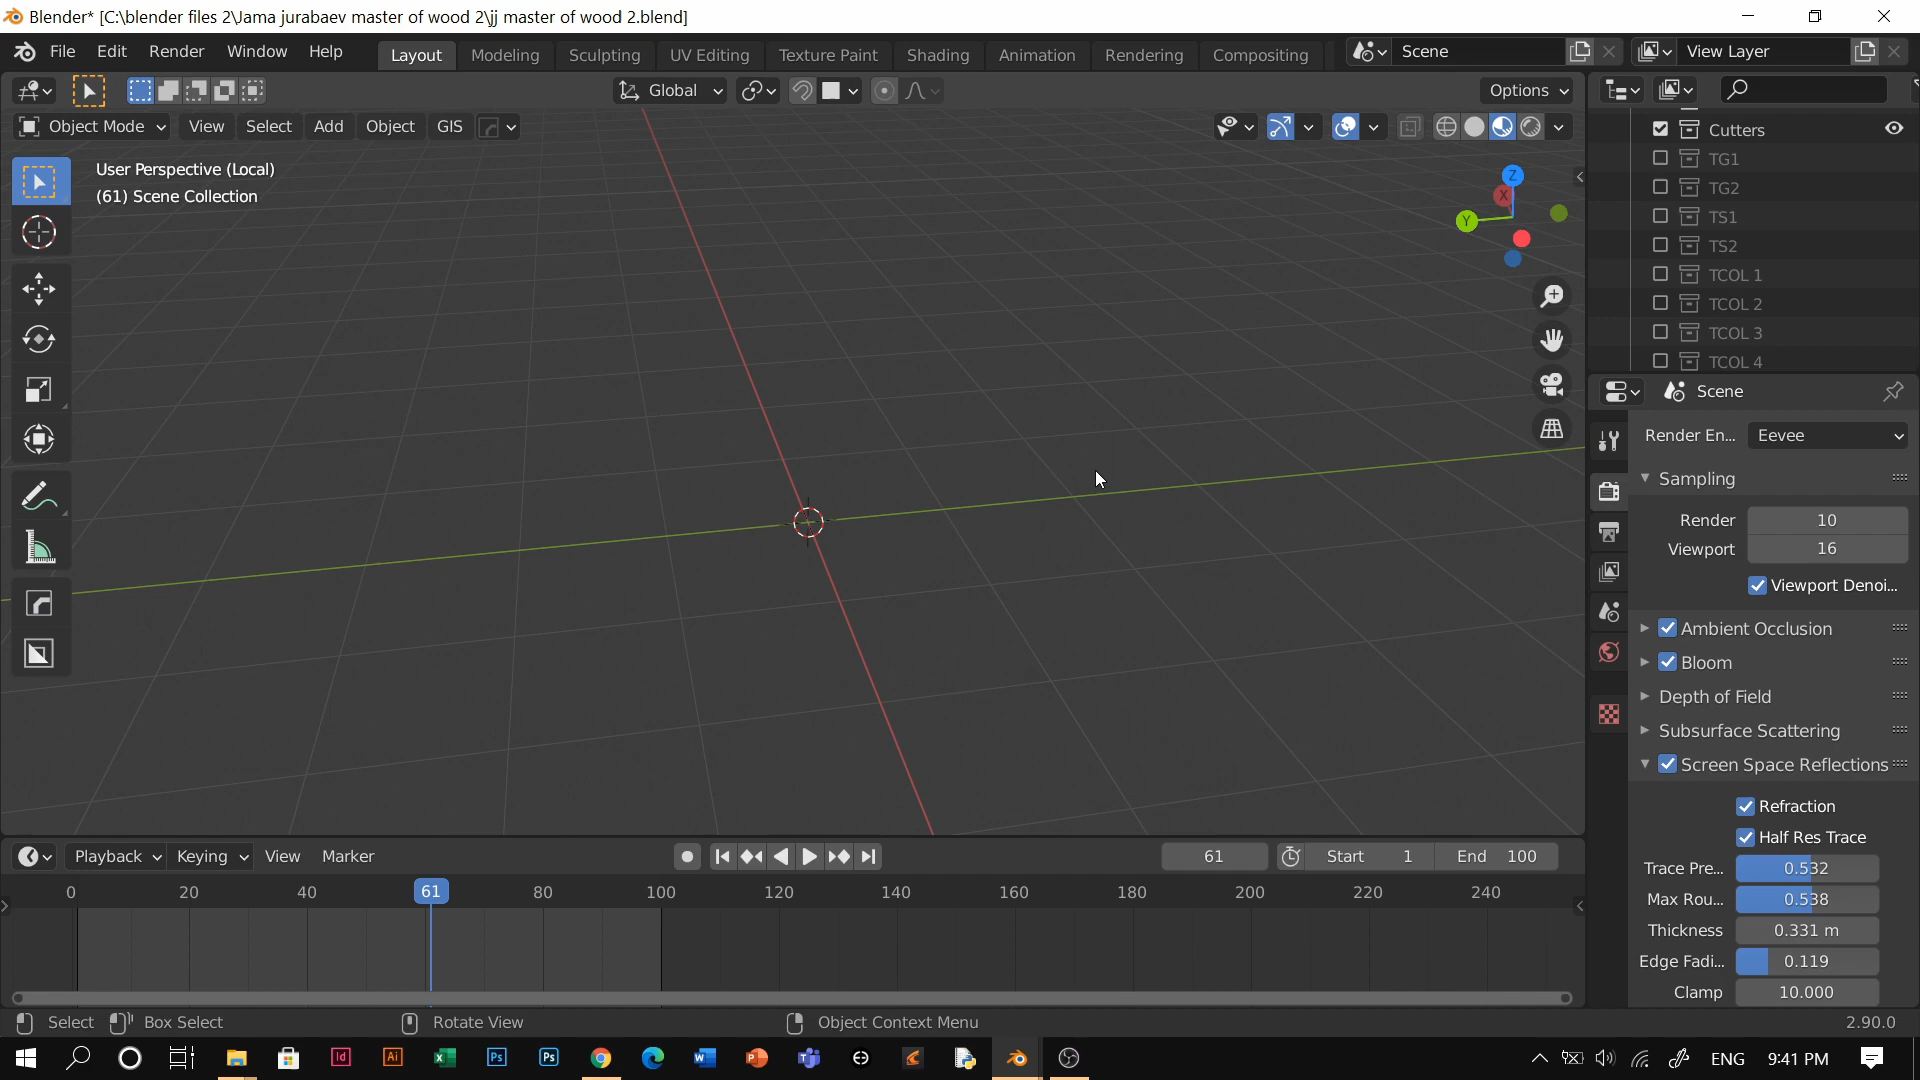 Blender* [C:\blender files 2\Jama jurabaev master of wood 2\jj master of wood 2.blend]
File Edit Render Window Help
Layout Modeling Sculpting UV Editing Texture Paint Shading Animation Rendering Compositing
Scene
View Layer
Global
Options
Object Mode View Select Add Object GIS
User Perspective (Local)
(61) Scene Collection
Z
X
Y
Cutters
TG1
TG2
TS1
TS2
TCOL 1
TCOL 2
TCOL 3
TCOL 4
Scene
Render En... Eevee
Sampling
Render 10
Viewport 16
Viewport Denoi...
Ambient Occlusion
Bloom
Depth of Field
Subsurface Scattering
Screen Space Reflections
Refraction
Half Res Trace
Trace Pre... 0.532
Max Rou... 0.538
Thickness 0.331 m
Edge Fadi... 0.119
Clamp 10.000
Playback Keying View Marker
61
Start 1 End 100
0 20 40 61 80 100 120 140 160 180 200 220 240
Select Box Select Rotate View Object Context Menu 2.90.0
Id Ai Ps Ps
ENG 9:41 PM